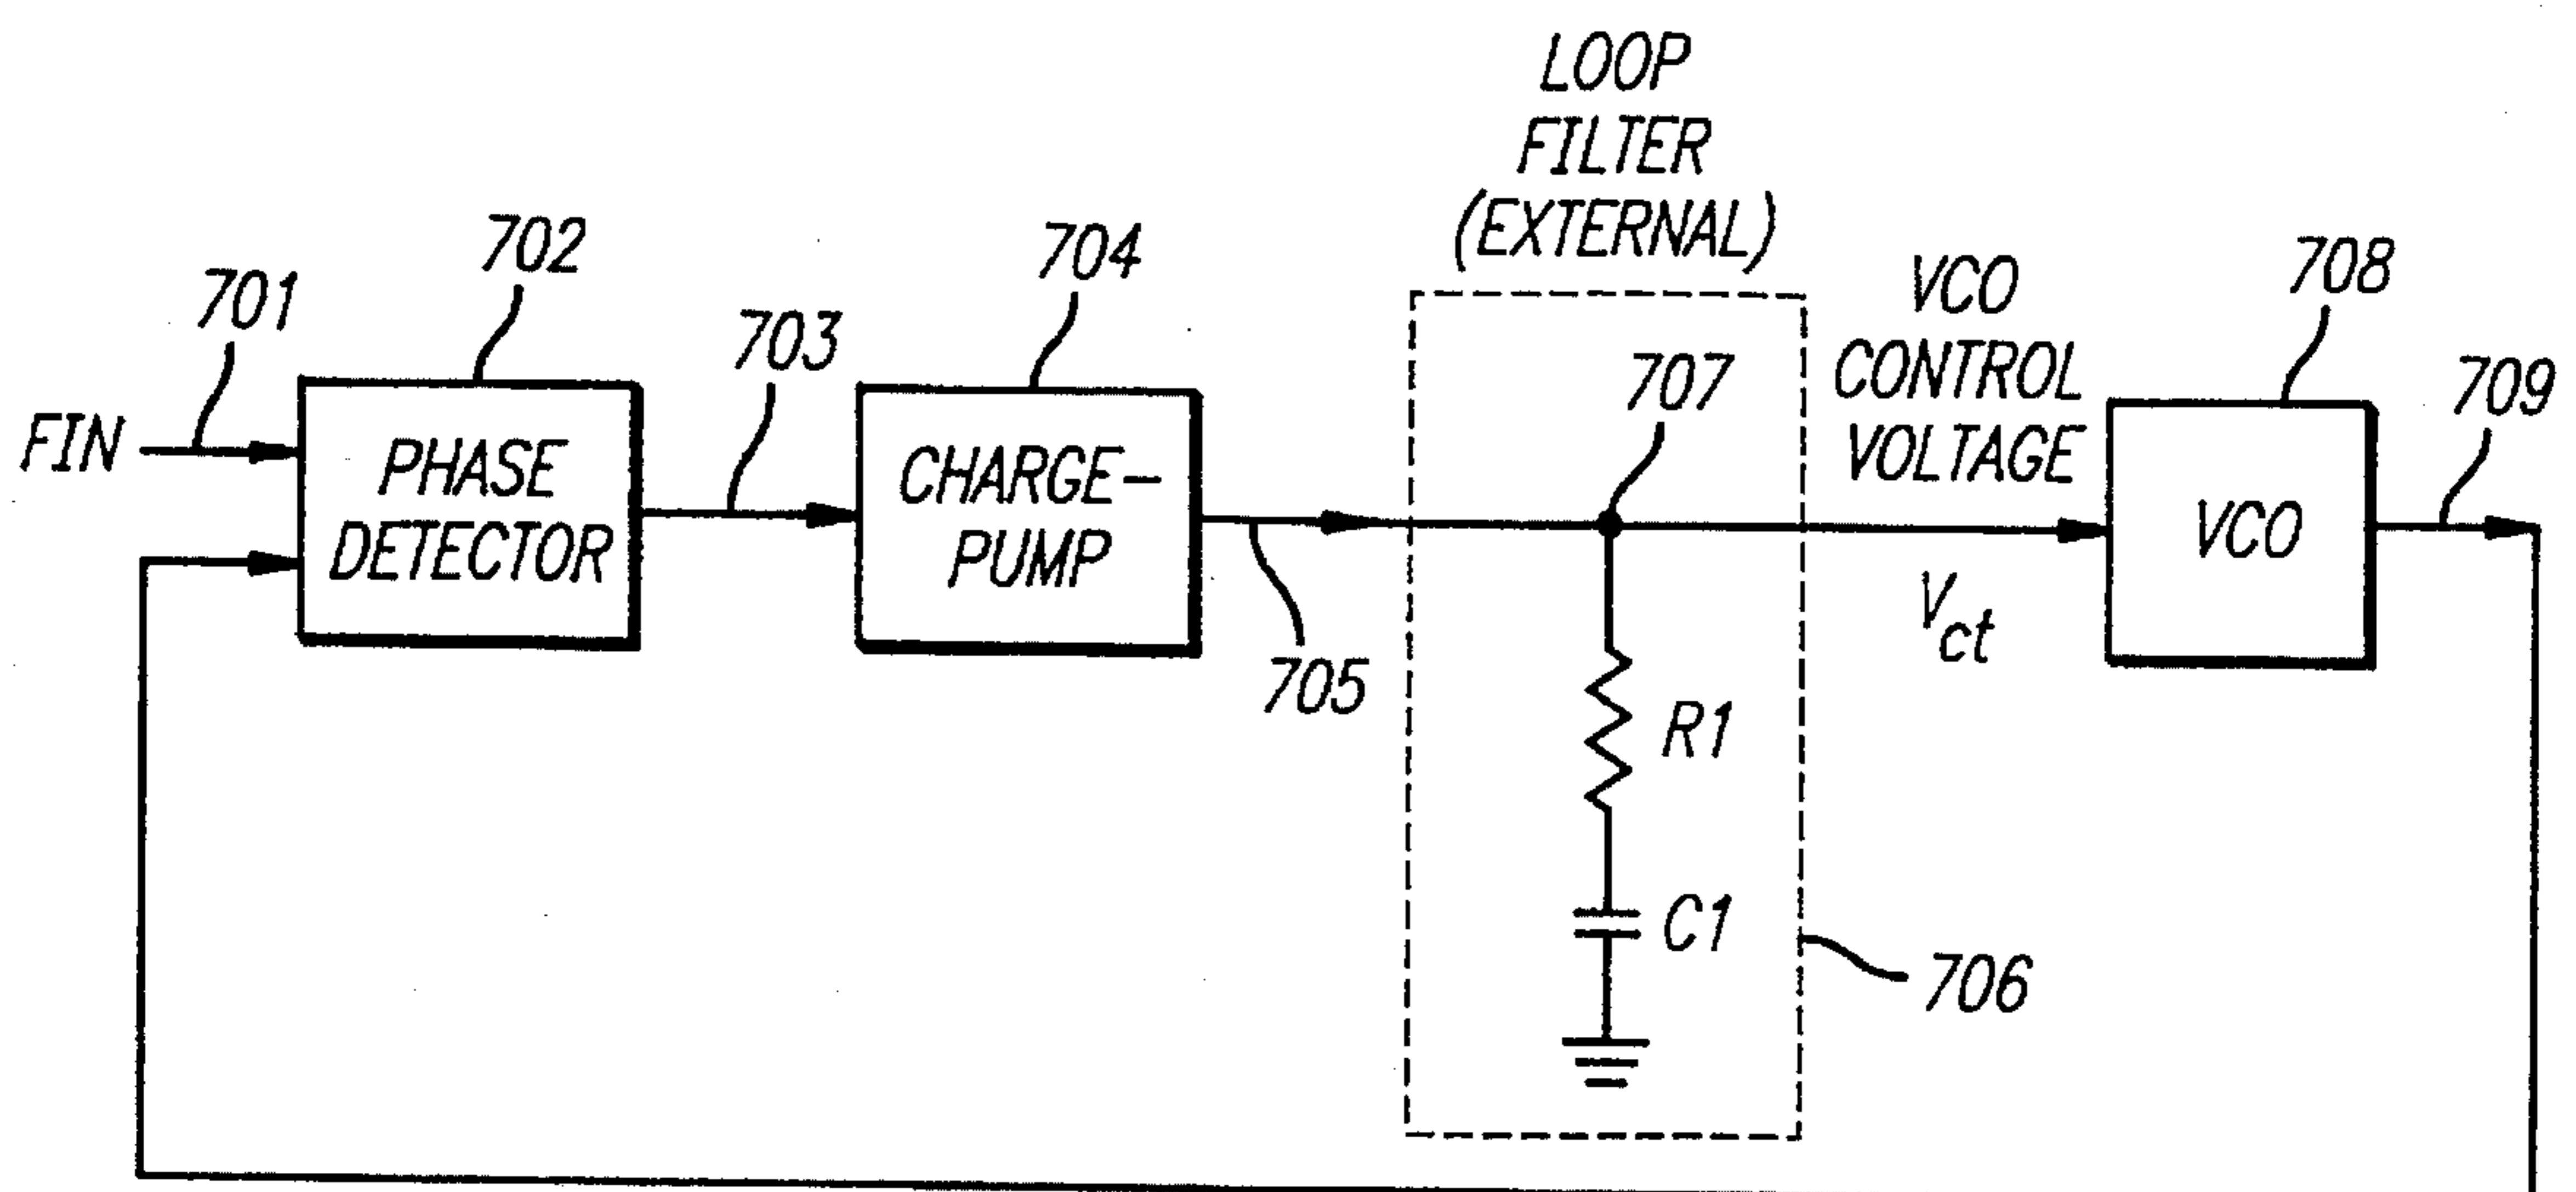 LOOP
FILTER
(EXTERNAL)
701
702
703
704
707
VCO
CONTROL
VOLTAGE
708
709
FIN
PHASE
DETECTOR
CHARGE-
PUMP
VCO
705
Vct
R1
C1
706